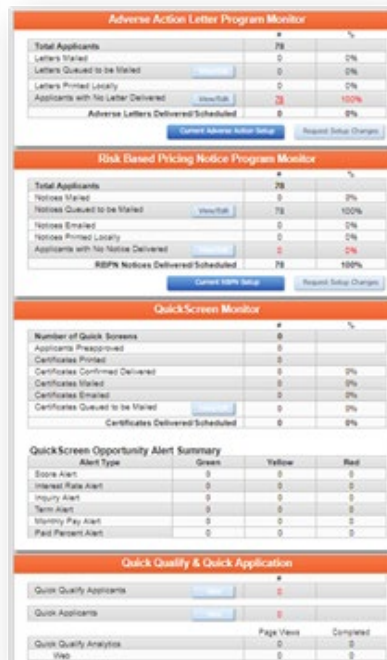 Adverse Action Letter Program Monitor
# %
Total Applicants 78
Letters Mailed 0 0%
Letters Queued to be Mailed 0 0%
Letters Printed Locally 0 0%
Applicants with No Letter Delivered View/Edit 78 100%
Adverse Letters Delivered/Scheduled 0 0%
Current Adverse Action Setup Request Setup Changes
Risk Based Pricing Notice Program Monitor
# %
Total Applicants 78
Notices Mailed 0 0%
Notices Queued to be Mailed View/Edit 78 100%
Notices Emailed 0 0%
Notices Printed Locally 0 0%
Applicants with No Notice Delivered 0 0%
RBPN Notices Delivered/Scheduled 78 100%
Current RBPN Setup Request Setup Changes
QuickScreen Monitor
# %
Number of Quick Screens 0
Applicants Preapproved 0
Certificates Printed 0
Certificates Confirmed Delivered 0 0%
Certificates Mailed 0 0%
Certificates Emailed 0 0%
Certificates Queued to be Mailed 0 0%
Certificates Delivered/Scheduled 0 0%
QuickScreen Opportunity Alert Summary
Alert Type Green Yellow Red
Score Alert 0 0 0
Interest Rate Alert 0 0 0
Inquiry Alert 0 0 0
Term Alert 0 0 0
Monthly Pay Alert 0 0 0
Paid Percent Alert 0 0 0
Quick Qualify & Quick Application
#
Quick Qualify Applicants 0
Quick Applicants 0
Page Views Completed
Quick Qualify Analytics 0 0
Web 0 0